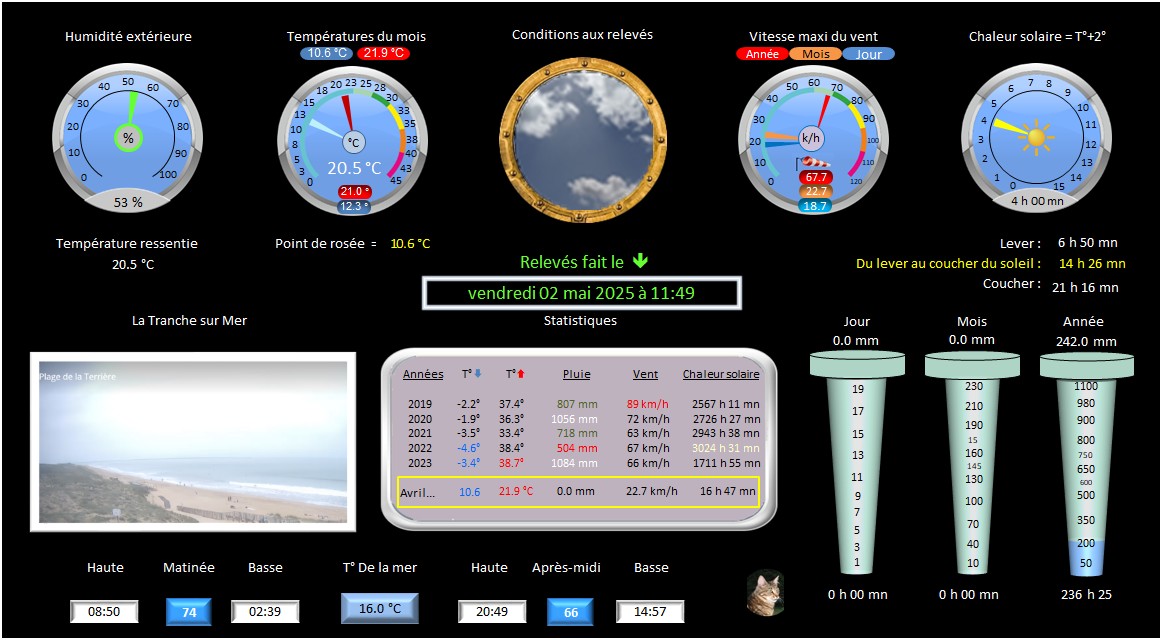 Humidité extérieure
Températures du mois
Conditions aux relevés
Vitesse maxi du vent
Chaleur solaire = T°+2°
10.6 °C 21.9 °C
Année Mois Jour
0 10 20 30 40 50 60 70 80 90 100
%
53 %
0 3 5 8 10 13 15 18 20 23 25 28 30 33 35 38 40 43 45
°C
20.5 °C
21.0 °
12.3 °
0 10 20 30 40 50 60 70 80 90 100 110 120
k/h
67.7
22.7
18.7
0 1 2 3 4 5 6 7 8 9 10 11 12 13 14 15
4 h 00 mn
Température ressentie
20.5 °C
Point de rosée = 10.6 °C
Relevés fait le
vendredi 02 mai 2025 à 11:49
Lever : 6 h 50 mn
Du lever au coucher du soleil : 14 h 26 mn
Coucher : 21 h 16 mn
La Tranche sur Mer
Plage de la Terrière
Statistiques
Années T° T° Pluie Vent Chaleur solaire
2019 -2.2° 37.4° 807 mm 89 km/h 2567 h 11 mn
2020 -1.9° 36.3° 1056 mm 72 km/h 2726 h 27 mn
2021 -3.5° 33.4° 718 mm 63 km/h 2943 h 38 mn
2022 -4.6° 38.4° 504 mm 67 km/h 3024 h 31 mn
2023 -3.4° 38.7° 1084 mm 66 km/h 1711 h 55 mn
Avril... 10.6 21.9 °C 0.0 mm 22.7 km/h 16 h 47 mn
Jour
0.0 mm
19
17
15
13
11
9
7
5
3
1
0 h 00 mn
Mois
0.0 mm
230
210
190
15
160
145
130
100
70
40
10
0 h 00 mn
Année
242.0 mm
1100
980
900
800
750
650
600
500
350
200
50
236 h 25
Haute Matinée Basse T° De la mer Haute Après-midi Basse
08:50 74 02:39 16.0 °C 20:49 66 14:57